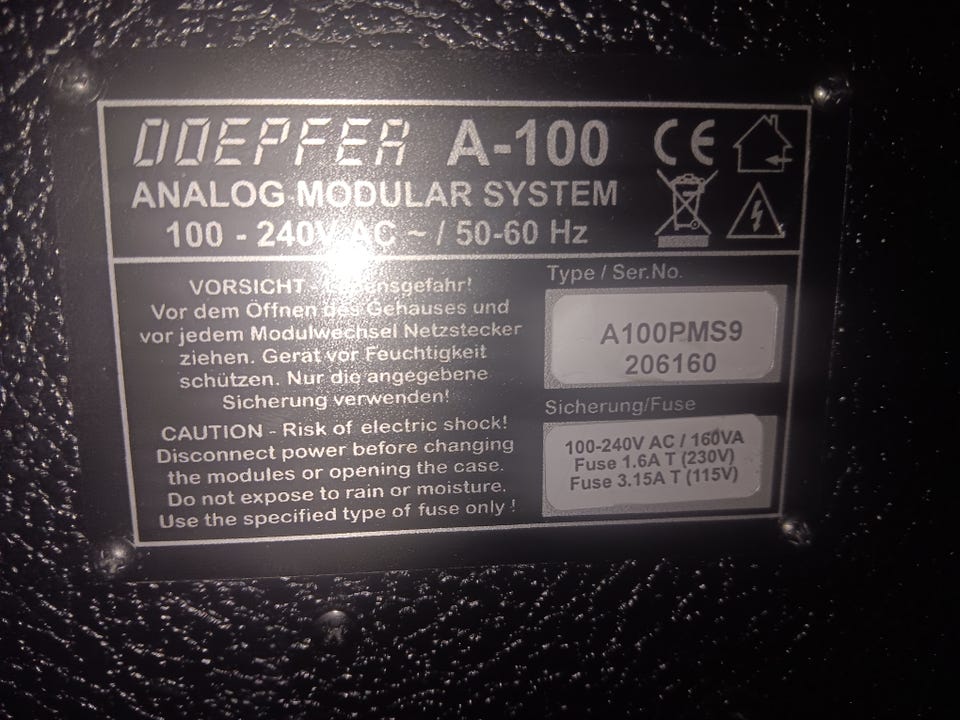 DOEPFER A-100 CE
ANALOG MODULAR SYSTEM
100 - 240V AC ~ / 50-60 Hz
VORSICHT - Lebensgefahr!
Vor dem Öffnen des Gehauses und
vor jedem Modulwechsel Netzstecker
ziehen. Gerät vor Feuchtigkeit
schützen. Nur die angegebene
Sicherung verwenden!
CAUTION - Risk of electric shock!
Disconnect power before changing
the modules or opening the case.
Do not expose to rain or moisture.
Use the specified type of fuse only !
Type / Ser.No.
A100PMS9
206160
Sicherung/Fuse
100-240V AC / 160VA
Fuse 1.6A T (230V)
Fuse 3.15A T (115V)